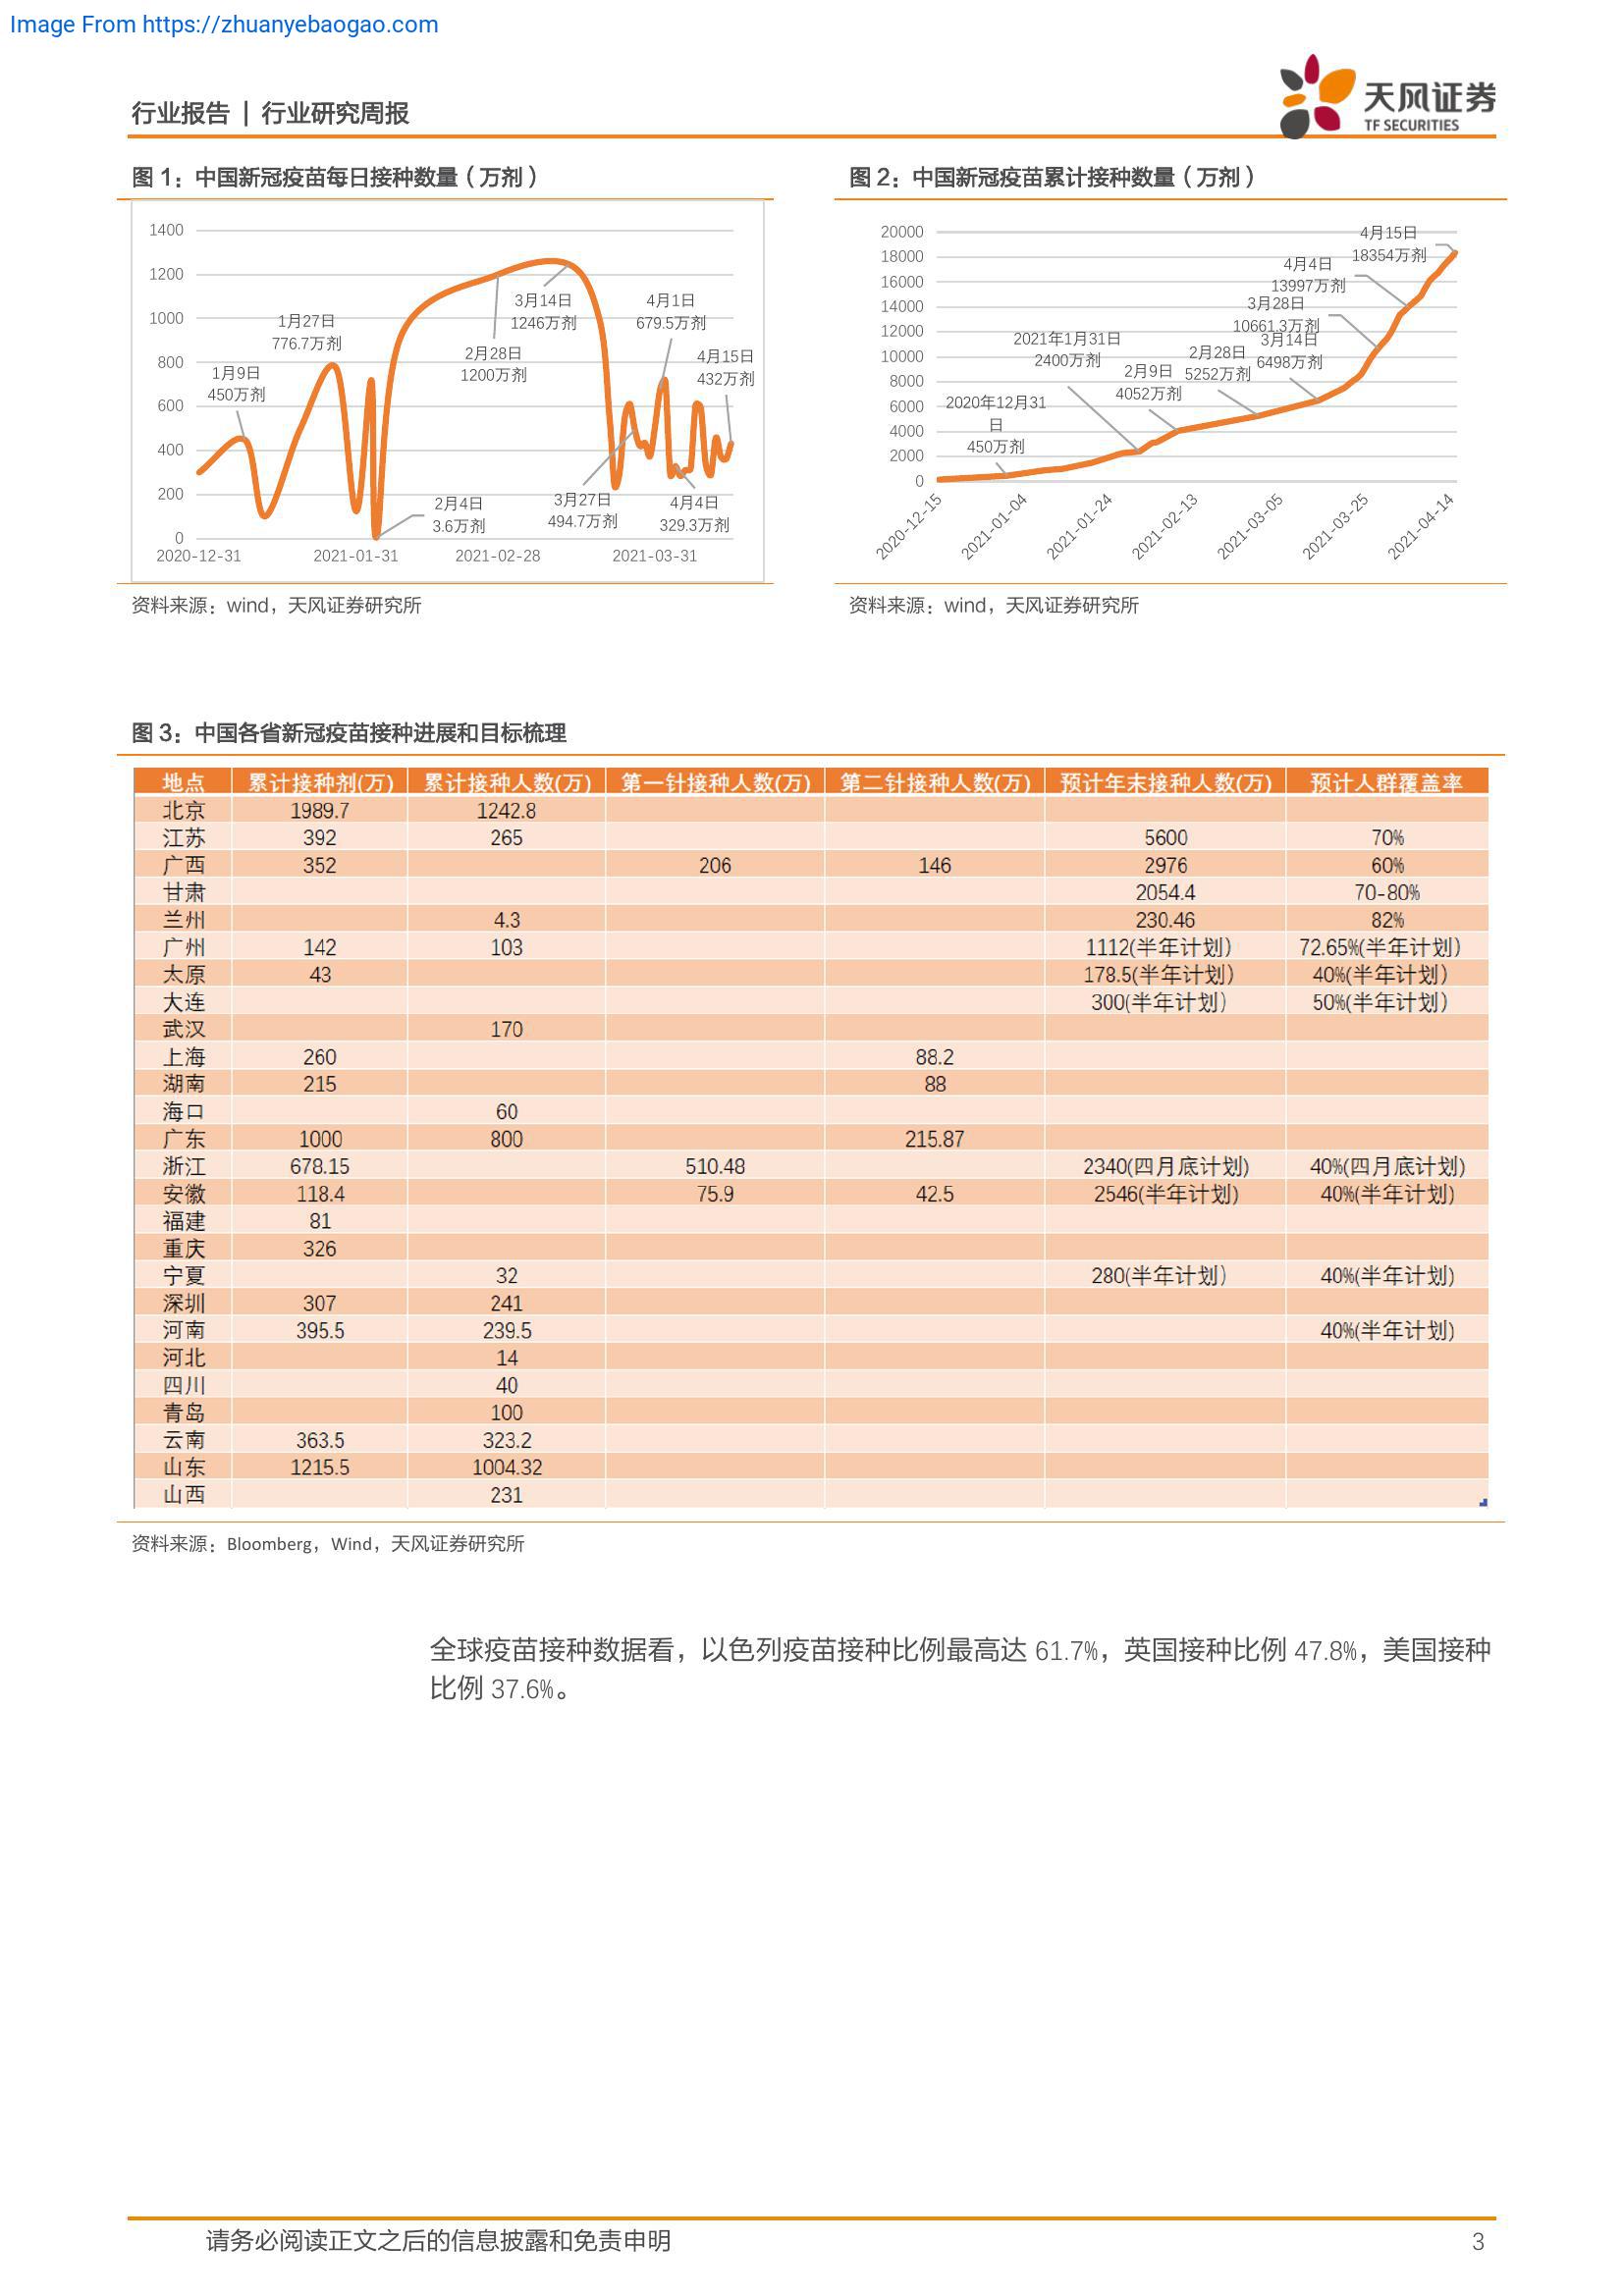 Image From https://zhuanyebaogao.com
行业报告 | 行业研究周报
天风证券
TF SECURITIES
图 1：中国新冠疫苗每日接种数量（万剂）
1400
1200
1000
800
600
400
200
0
2020-12-31 2021-01-31 2021-02-28 2021-03-31
1月9日
450万剂
1月27日
776.7万剂
2月4日
3.6万剂
2月28日
1200万剂
3月14日
1246万剂
3月27日
494.7万剂
4月1日
679.5万剂
4月4日
329.3万剂
4月15日
432万剂
资料来源：wind，天风证券研究所
图 2：中国新冠疫苗累计接种数量（万剂）
20000
18000
16000
14000
12000
10000
8000
6000
4000
2000
0
2020-12-15 2021-01-04 2021-01-24 2021-02-13 2021-03-05 2021-03-25 2021-04-14
2020年12月31
日
450万剂
2021年1月31日
2400万剂
2月9日
4052万剂
2月28日
5252万剂
3月14日
6498万剂
3月28日
10661.3万剂
4月4日
13997万剂
4月15日
18354万剂
资料来源：wind，天风证券研究所
图 3：中国各省新冠疫苗接种进展和目标梳理
地点 累计接种剂(万) 累计接种人数(万) 第一针接种人数(万) 第二针接种人数(万) 预计年末接种人数(万) 预计人群覆盖率
北京 1989.7 1242.8
江苏 392 265 5600 70%
广西 352 206 146 2976 60%
甘肃 2054.4 70-80%
兰州 4.3 230.46 82%
广州 142 103 1112(半年计划） 72.65%(半年计划）
太原 43 178.5(半年计划） 40%(半年计划）
大连 300(半年计划） 50%(半年计划）
武汉 170
上海 260 88.2
湖南 215 88
海口 60
广东 1000 800 215.87
浙江 678.15 510.48 2340(四月底计划) 40%(四月底计划)
安徽 118.4 75.9 42.5 2546(半年计划) 40%(半年计划)
福建 81
重庆 326
宁夏 32 280(半年计划） 40%(半年计划)
深圳 307 241
河南 395.5 239.5 40%(半年计划)
河北 14
四川 40
青岛 100
云南 363.5 323.2
山东 1215.5 1004.32
山西 231
资料来源：Bloomberg，Wind，天风证券研究所
全球疫苗接种数据看，以色列疫苗接种比例最高达 61.7%，英国接种比例 47.8%，美国接种
比例 37.6%。
请务必阅读正文之后的信息披露和免责申明 3